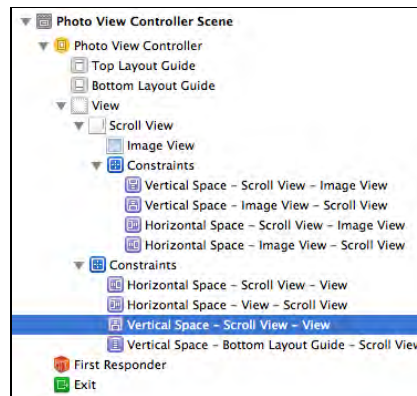 Photo View Controller Scene
Photo View Controller
Top Layout Guide
Bottom Layout Guide
View
Scroll View
Image View
Constraints
Vertical Space - Scroll View - Image View
Vertical Space - Image View - Scroll View
Horizontal Space - Scroll View - Image View
Horizontal Space - Image View - Scroll View
Constraints
Horizontal Space - Scroll View - View
Horizontal Space - View - Scroll View
Vertical Space - Scroll View - View
Vertical Space - Bottom Layout Guide - Scroll View
First Responder
Exit